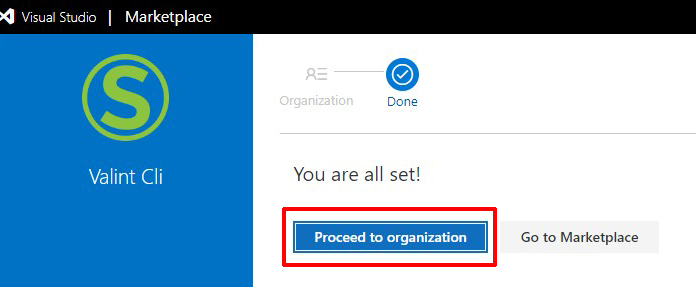 Visual Studio | Marketplace
S
Valint Cli
Organization
Done
You are all set!
Proceed to organization
Go to Marketplace